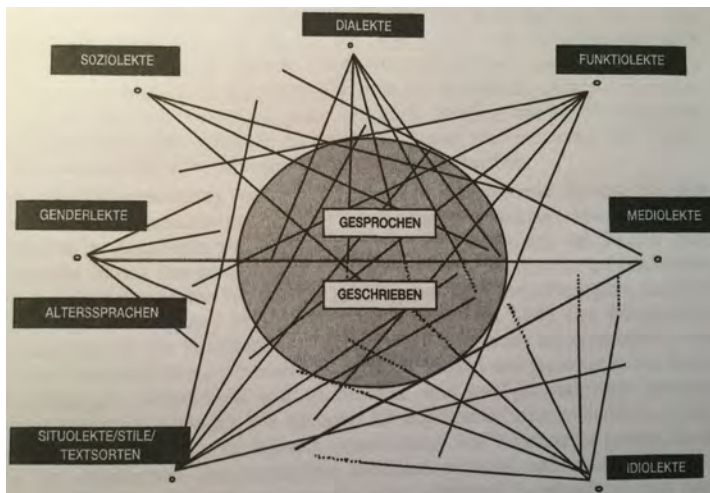 DIALEKTE
SOZIOLEKTE
FUNKTIOLEKTE
GENDERLEKTE
GESPROCHEN
MEDIOLEKTE
GESCHRIEBEN
ALTERSSPRACHEN
SITUOLEKTE/STILE/
TEXTSORTEN
IDIOLEKTE